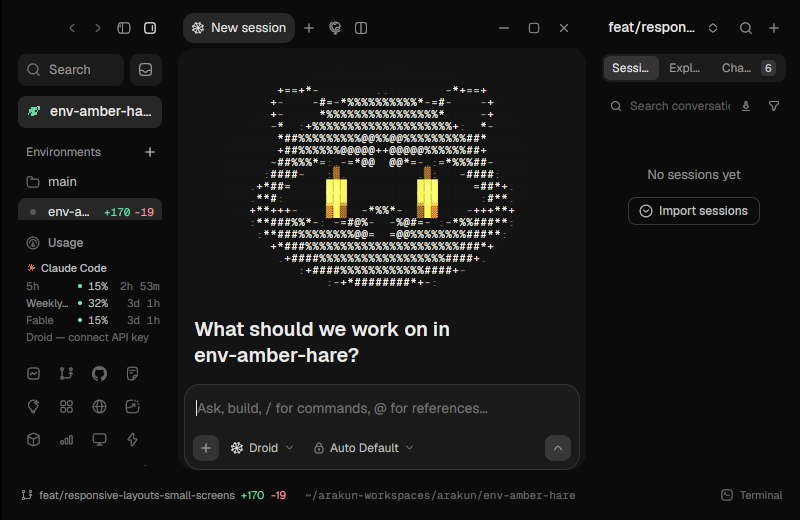 New session
feat/respon...
Search
env-amber-ha...
Environments
main
env-a... +170 -19
Usage
Claude Code
5h 15% 2h 53m
Weekly... 32% 3d 1h
Fable 15% 3d 1h
Droid — connect API key
What should we work on in
env-amber-hare?
Ask, build, / for commands, @ for references...
Droid
Auto Default
Sessi...
Expl...
Cha... 6
Search conversati
No sessions yet
Import sessions
feat/responsive-layouts-small-screens +170 -19
~/arakun-workspaces/arakun/env-amber-hare
Terminal